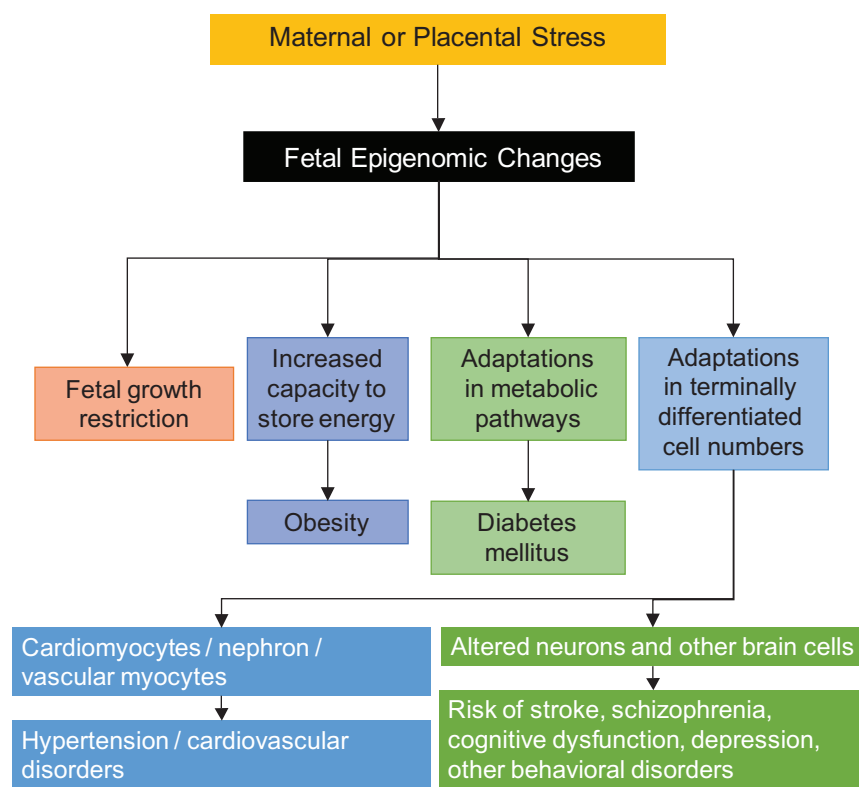 Maternal or Placental Stress
Fetal Epigenomic Changes
Fetal growth
restriction
Increased
capacity to
store energy
Adaptations
in metabolic
pathways
Adaptations
in terminally
differentiated
cell numbers
Obesity
Diabetes
mellitus
Cardiomyocytes / nephron /
vascular myocytes
Altered neurons and other brain cells
Hypertension / cardiovascular
disorders
Risk of stroke, schizophrenia,
cognitive dysfunction, depression,
other behavioral disorders